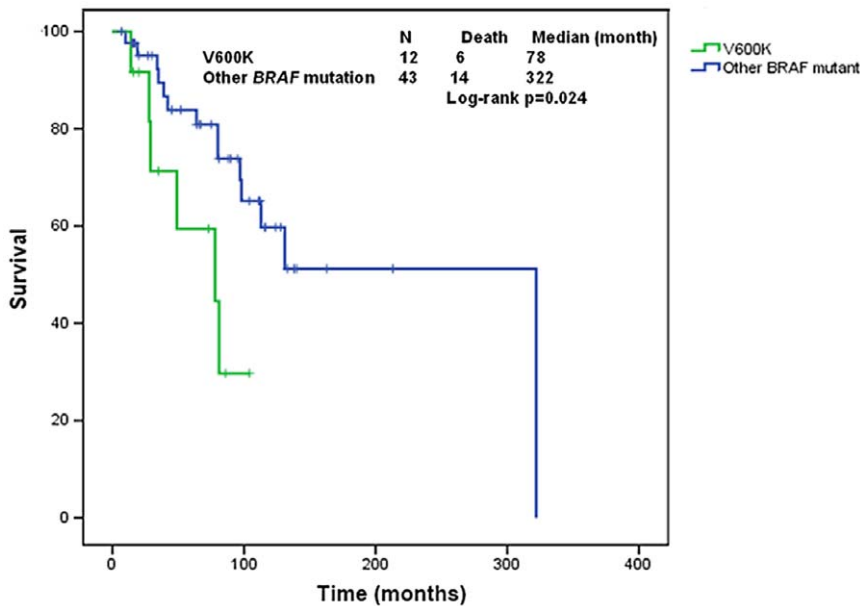 N Death Median (month)
V600K 12 6 78
Other BRAF mutation 43 14 322
Log-rank p=0.024
V600K
Other BRAF mutant
100
80
60
40
20
0
Survival
0 100 200 300 400
Time (months)